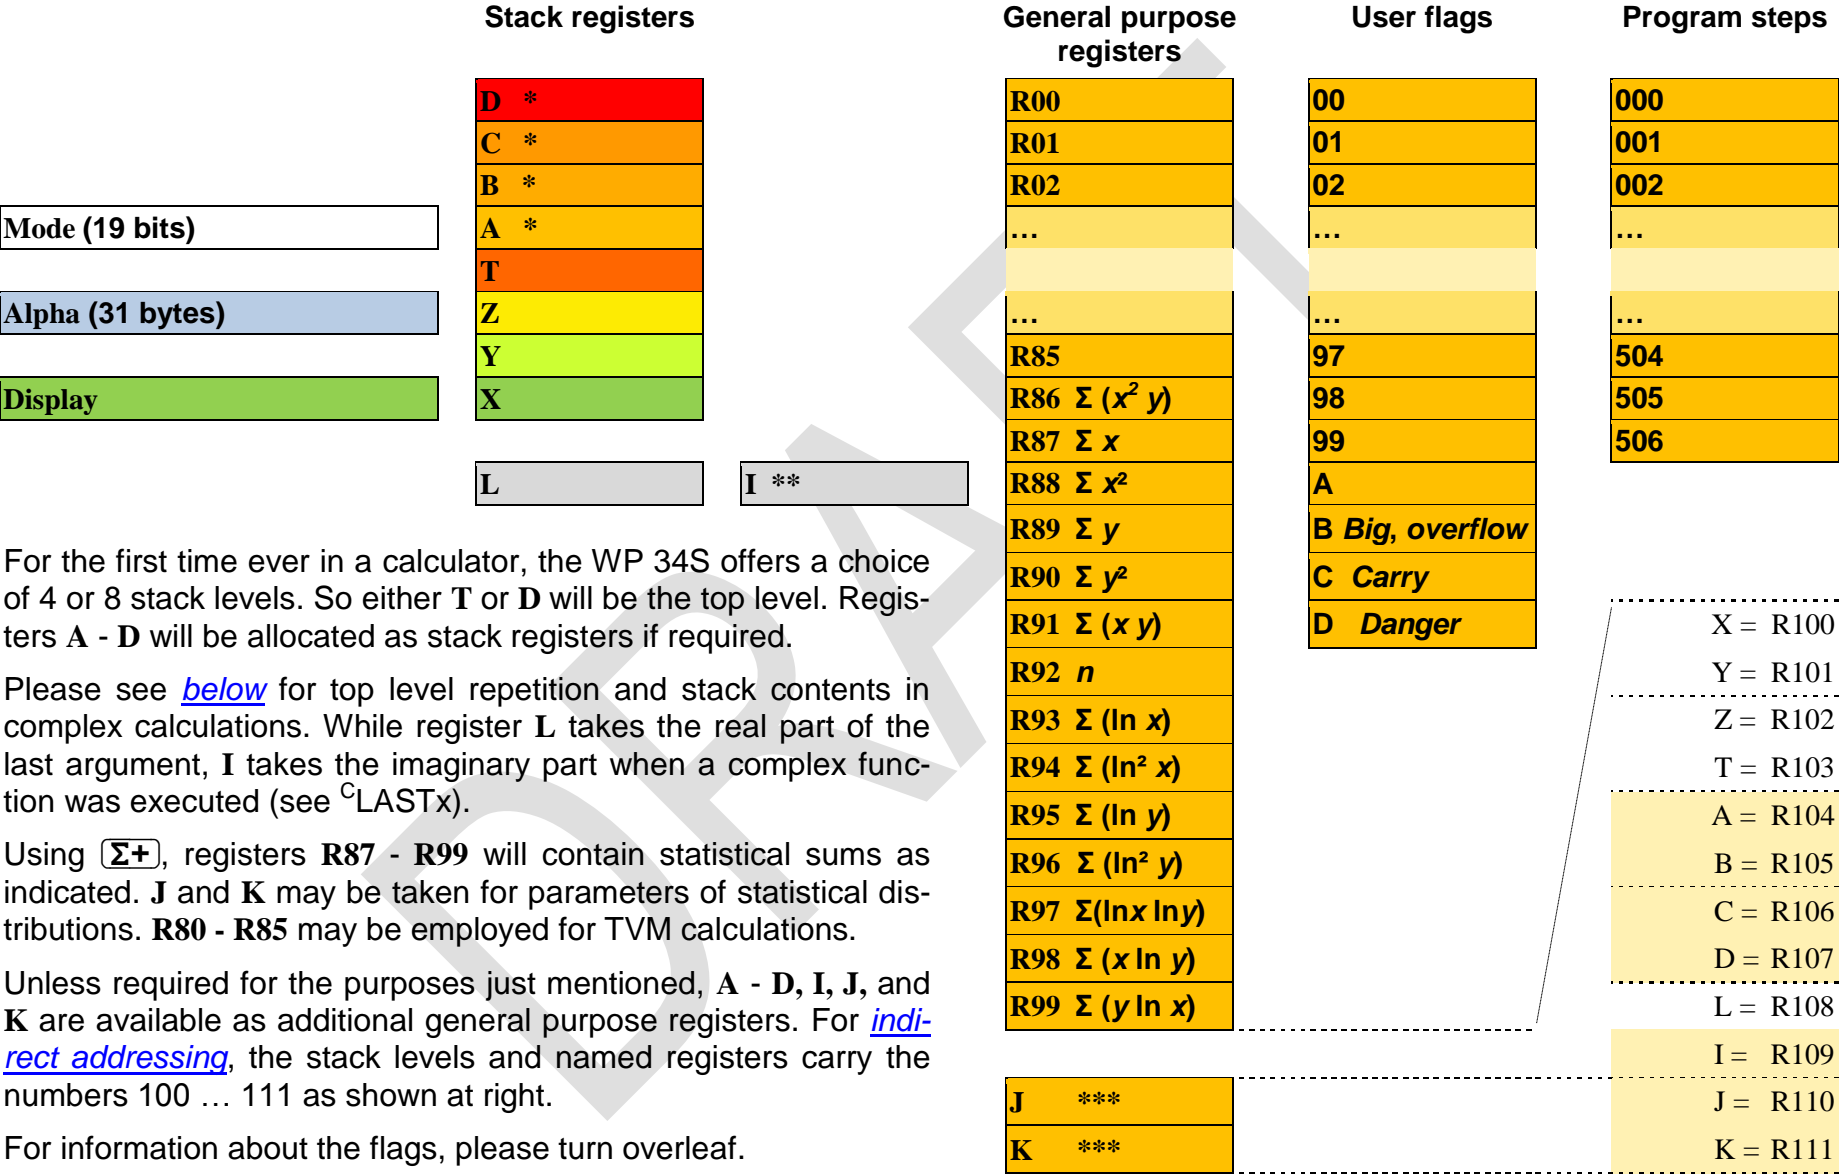 Stack registers
General purpose registers
User flags
Program steps
D *
C *
B *
A *
T
Z
Y
X
L
I **
Mode (19 bits)
Alpha (31 bytes)
Display
R00
R01
R02
…
…
R85
R86 Σ (x² y)
R87 Σ x
R88 Σ x²
R89 Σ y
R90 Σ y²
R91 Σ (x y)
R92 n
R93 Σ (ln x)
R94 Σ (ln² x)
R95 Σ (ln y)
R96 Σ (ln² y)
R97 Σ(lnx lny)
R98 Σ (x ln y)
R99 Σ (y ln x)
J ***
K ***
00
01
02
…
…
97
98
99
A
B Big, overflow
C Carry
D Danger
000
001
002
…
…
504
505
506
X = R100
Y = R101
Z = R102
T = R103
A = R104
B = R105
C = R106
D = R107
L = R108
I = R109
J = R110
K = R111
For the first time ever in a calculator, the WP 34S offers a choice
of 4 or 8 stack levels. So either T or D will be the top level. Regis-
ters A - D will be allocated as stack registers if required.
Please see below for top level repetition and stack contents in
complex calculations. While register L takes the real part of the
last argument, I takes the imaginary part when a complex func-
tion was executed (see ᶜLASTx).
Using Σ+, registers R87 - R99 will contain statistical sums as
indicated. J and K may be taken for parameters of statistical dis-
tributions. R80 - R85 may be employed for TVM calculations.
Unless required for the purposes just mentioned, A - D, I, J, and
K are available as additional general purpose registers. For indi-
rect addressing, the stack levels and named registers carry the
numbers 100 … 111 as shown at right.
For information about the flags, please turn overleaf.
DRAFT